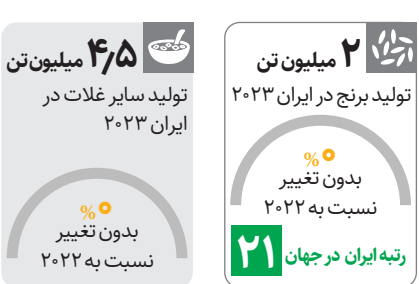 ۲ میلیون تن
تولید برنج در ایران ۲۰۲۳
۰ %
بدون تغییر
نسبت به ۲۰۲۲
رتبه ایران در جهان ۲۱
۴٫۵ میلیون تن
تولید سایر غلات در
ایران ۲۰۲۳
۰ %
بدون تغییر
نسبت به ۲۰۲۲